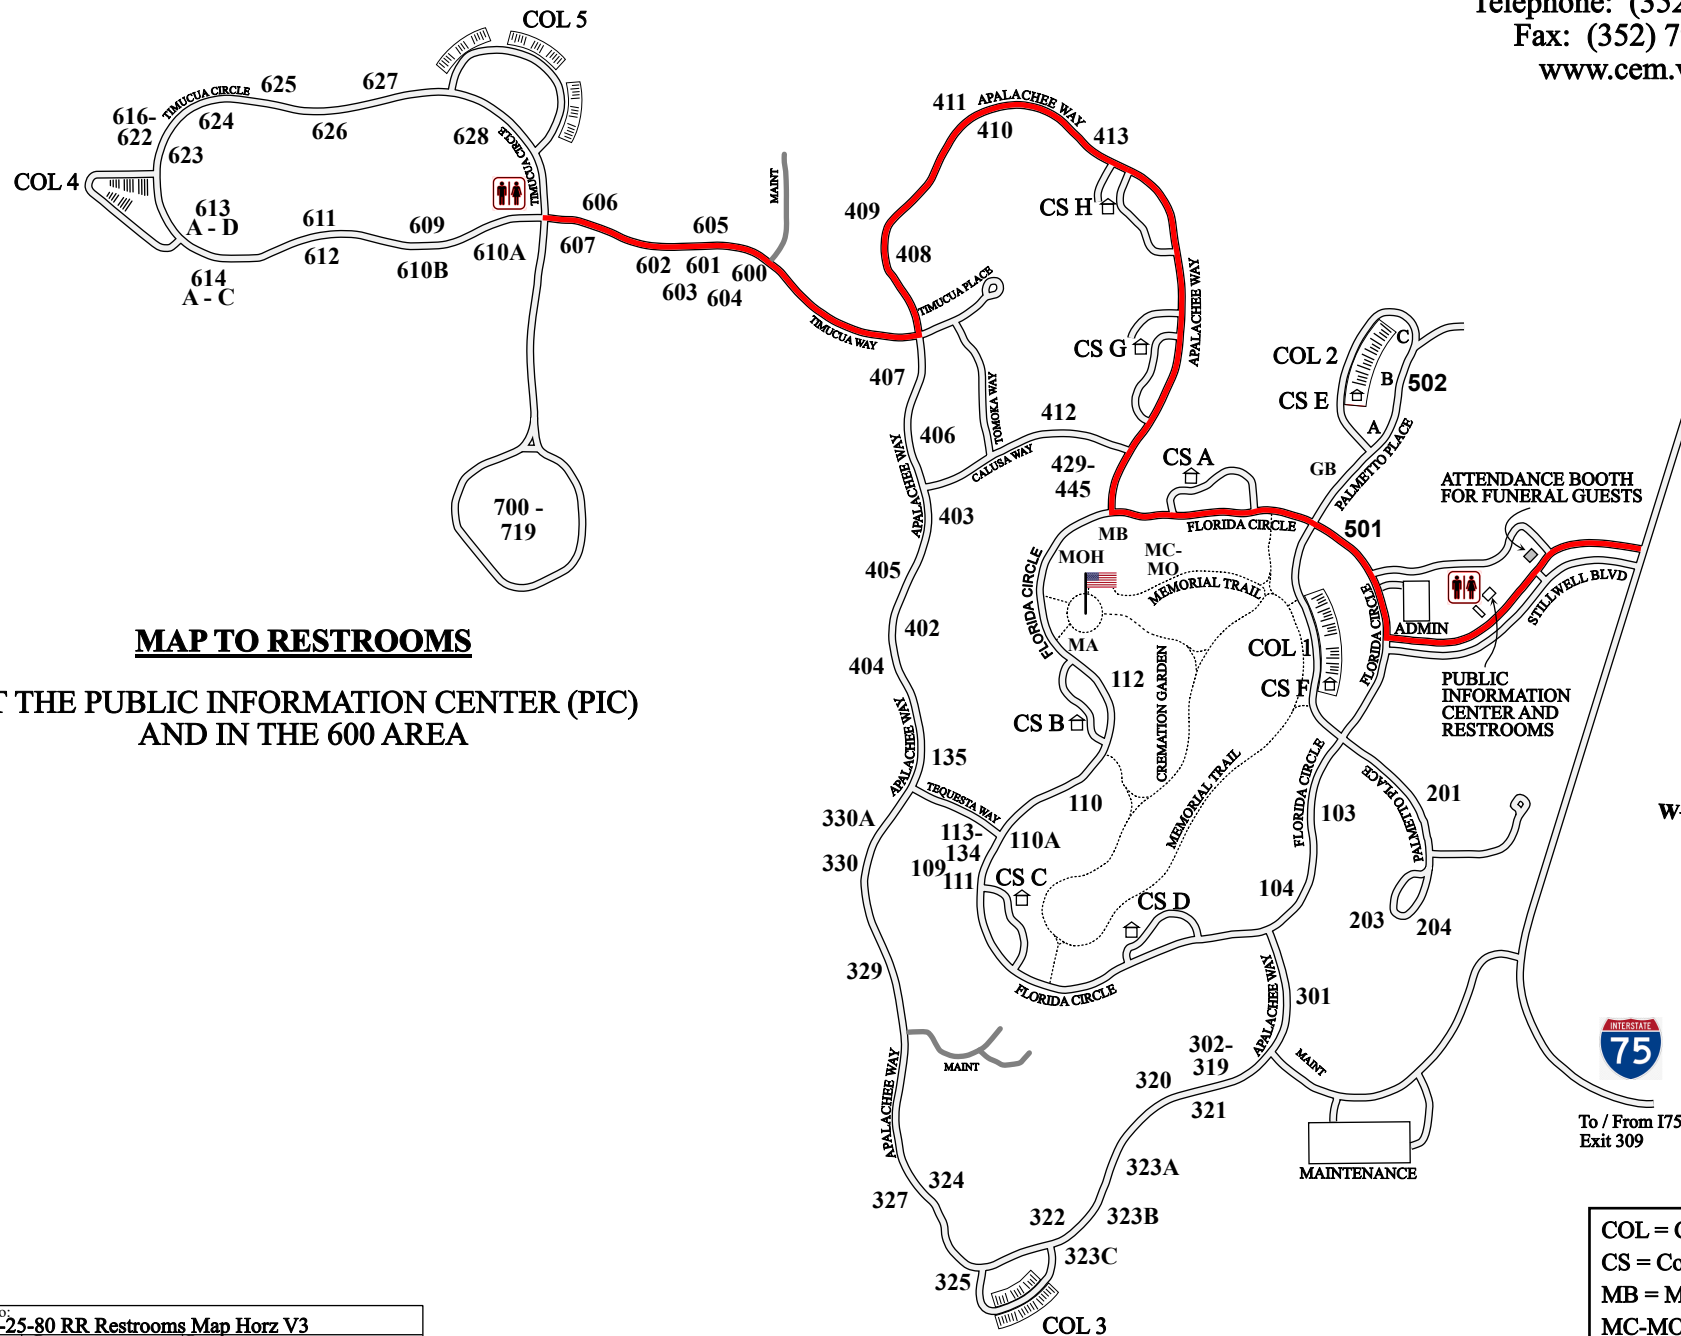 Telephone: (352
Fax: (352) 7
www.cem.v
COL 5
625
627
TIMUCUA CIRCLE
616-
622
624
626
628
TIMUCUA CIRCLE
TIMUCUA
623
COL 4
613
A - D
611
609
614
A - C
612
610B
610A
606
607
605
602
601
600
603
604
MAINT
TIMUCUA WAY
700 -
719
411
APALACHEE WAY
410
413
409
408
CS H
TIMUCUA PLACE
APALACHEE WAY
CS G
407
406
TOMOKA WAY
412
CALUSA WAY
429-
445
APALACHEE WAY
403
405
402
404
COL 2
CS E
C
B
A
502
GB
PALMETTO PLACE
CS A
FLORIDA CIRCLE
501
ATTENDANCE BOOTH
FOR FUNERAL GUESTS
MB
MOH
MC-
MO
MEMORIAL TRAIL
FLORIDA CIRCLE
MA
STILLWELL BLVD
ADMIN
FLORIDA CIRCLE
COL 1
CS F
PUBLIC
INFORMATION
CENTER AND
RESTROOMS
MAP TO RESTROOMS
T THE PUBLIC INFORMATION CENTER (PIC)
AND IN THE 600 AREA
112
CS B
CREMATION GARDEN
MEMORIAL TRAIL
110
APALACHEE WAY
135
TEQUESTA WAY
330A
330
113-
134
109
111
110A
CS C
CS D
FLORIDA CIRCLE
103
104
PALMETTO PLACE
201
203
204
W-
329
FLORIDA CIRCLE
APALACHEE WAY
301
302-
319
MAINT
MAINT
INTERSTATE
75
To / From I75
Exit 309
APALACHEE WAY
320
321
MAINTENANCE
324
327
323A
322
323B
323C
325
COL 3
COL = C
CS = Co
MB = M
MC-MO
o:
-25-80 RR Restrooms Map Horz V3